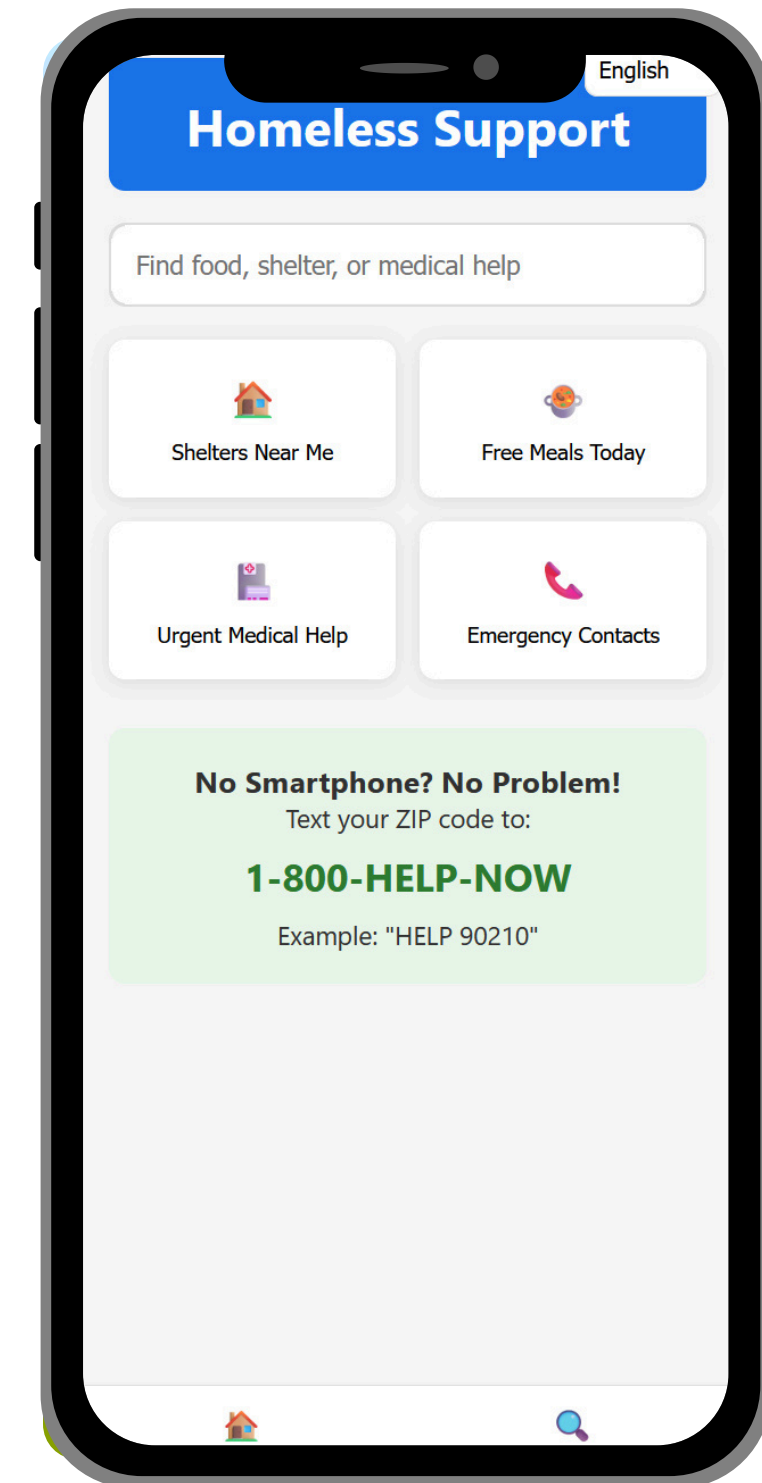 English
Homeless Support
Find food, shelter, or medical help
Shelters Near Me
Free Meals Today
Urgent Medical Help
Emergency Contacts
No Smartphone? No Problem!
Text your ZIP code to:
1-800-HELP-NOW
Example: "HELP 90210"